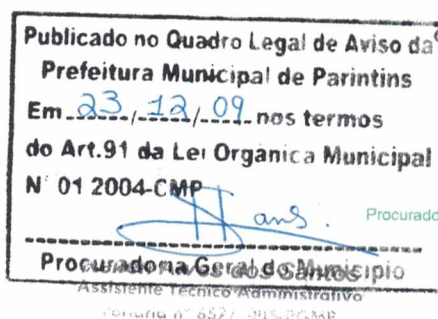 Publicado no Quadro Legal de Aviso da
Prefeitura Municipal de Parintins
Em 23/12/09 nos termos
do Art.91 da Lei Orgânica Municipal
N° 01 2004-CMP
Procurado
Procuradoria Geral do Município
Assistente Técnico Administrativo